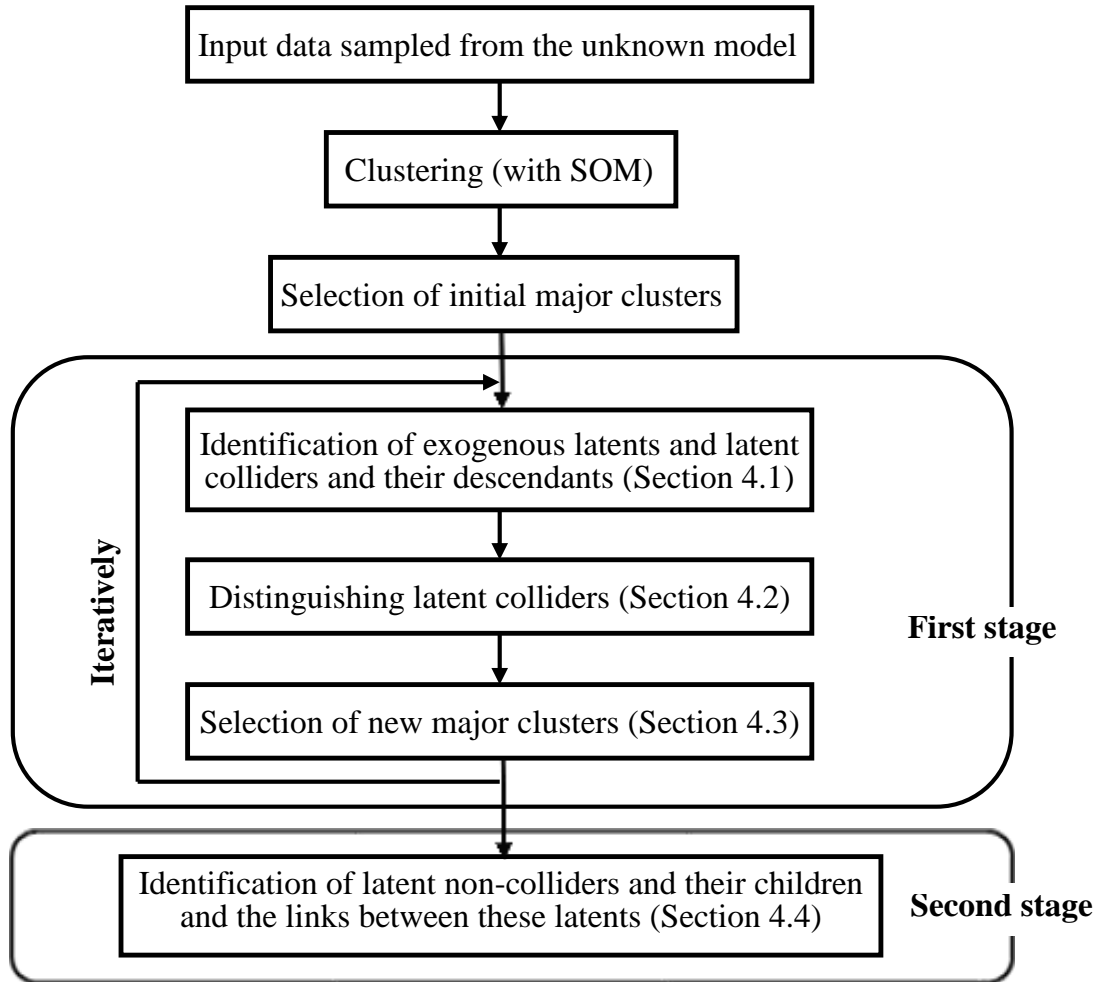 Input data sampled from the unknown model
Clustering (with SOM)
Selection of initial major clusters
Identification of exogenous latents and latent
colliders and their descendants (Section 4.1)
Distinguishing latent colliders (Section 4.2)
Iteratively
First stage
Selection of new major clusters (Section 4.3)
Identification of latent non-colliders and their children
and the links between these latents (Section 4.4)
Second stage